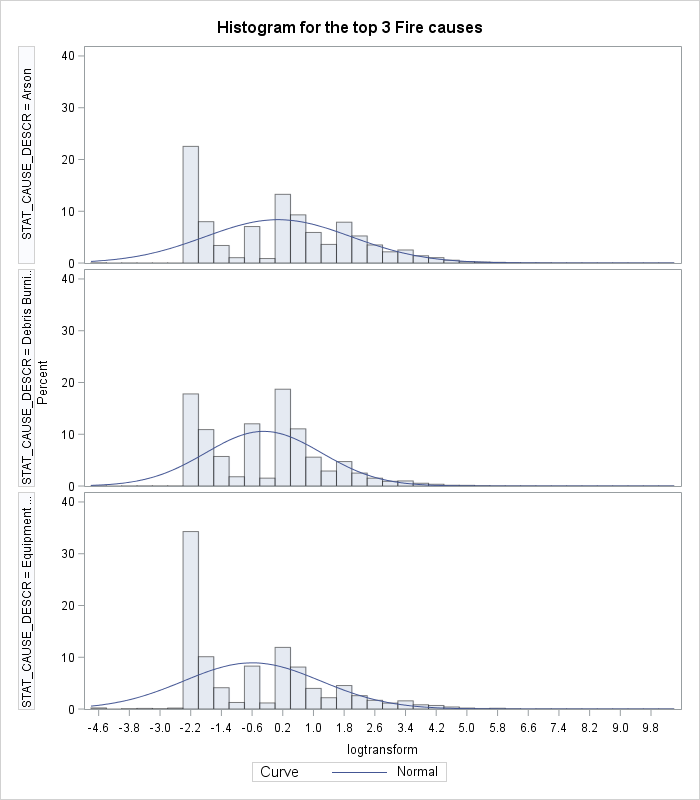 Histogram for the top 3 Fire causes
STAT_CAUSE_DESCR = Arson
40
30
20
10
0
STAT_CAUSE_DESCR = Debris Burni..
Percent
40
30
20
10
0
STAT_CAUSE_DESCR = Equipment ...
40
30
20
10
0
-4.6 -3.8 -3.0 -2.2 -1.4 -0.6 0.2 1.0 1.8 2.6 3.4 4.2 5.0 5.8 6.6 7.4 8.2 9.0 9.8
logtransform
Curve Normal